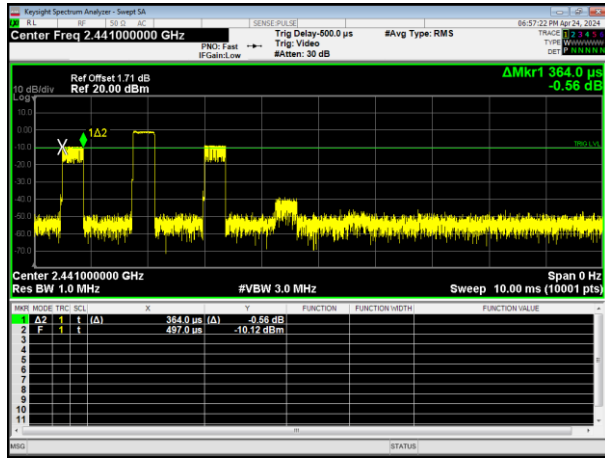 Keysight Spectrum Analyzer - Swept SA
RL RF 50 Ω AC SENSE:PULSE 06:57:22 PM Apr 24, 2024
Center Freq 2.441000000 GHz
PNO: Fast
IFGain:Low
Trig Delay-500.0 µs
Trig: Video
#Atten: 30 dB
#Avg Type: RMS
TRACE 1 2 3 4 5 6
TYPE WWWWWW
DET P N N N N N
ΔMkr1 364.0 µs
-0.56 dB
Ref Offset 1.71 dB
10 dB/div Ref 20.00 dBm
Log
10.0
0.00
-10.0
-20.0
-30.0
-40.0
-50.0
-60.0
-70.0
X
1Δ2
TRIG LVL
Center 2.441000000 GHz Span 0 Hz
Res BW 1.0 MHz #VBW 3.0 MHz Sweep 10.00 ms (10001 pts)
MKR MODE TRC SCL X Y FUNCTION FUNCTION WIDTH FUNCTION VALUE
1 Δ2 1 t (Δ) 364.0 µs (Δ) -0.56 dB
2 F 1 t 497.0 µs -10.12 dBm
3
4
5
6
7
8
9
10
11
MSG STATUS